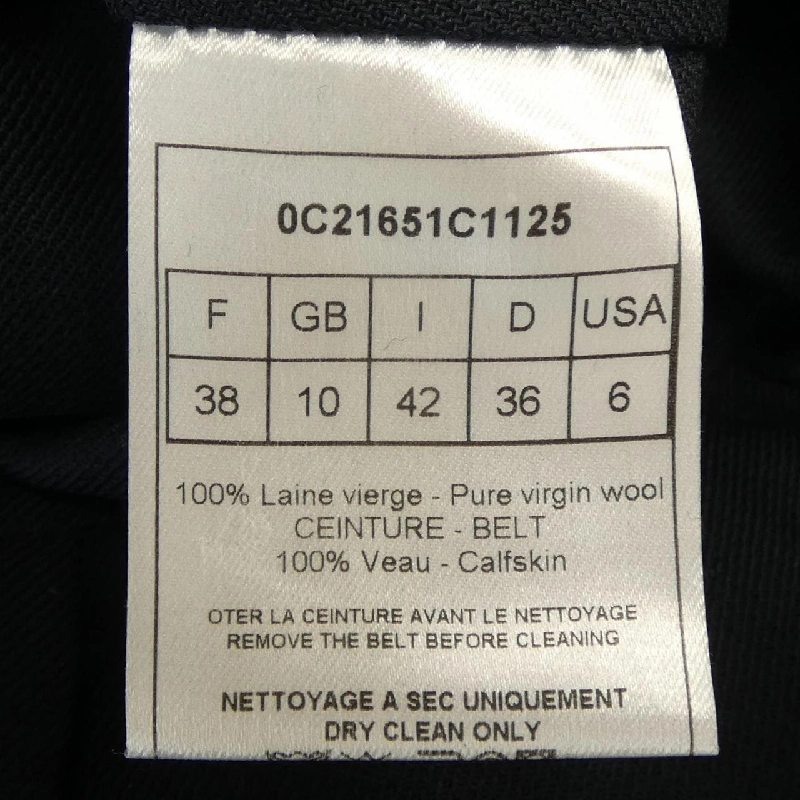 0C21651C1125
F GB I D USA
38 10 42 36 6
100% Laine vierge - Pure virgin wool
CEINTURE - BELT
100% Veau - Calfskin
OTER LA CEINTURE AVANT LE NETTOYAGE
REMOVE THE BELT BEFORE CLEANING
NETTOYAGE A SEC UNIQUEMENT
DRY CLEAN ONLY